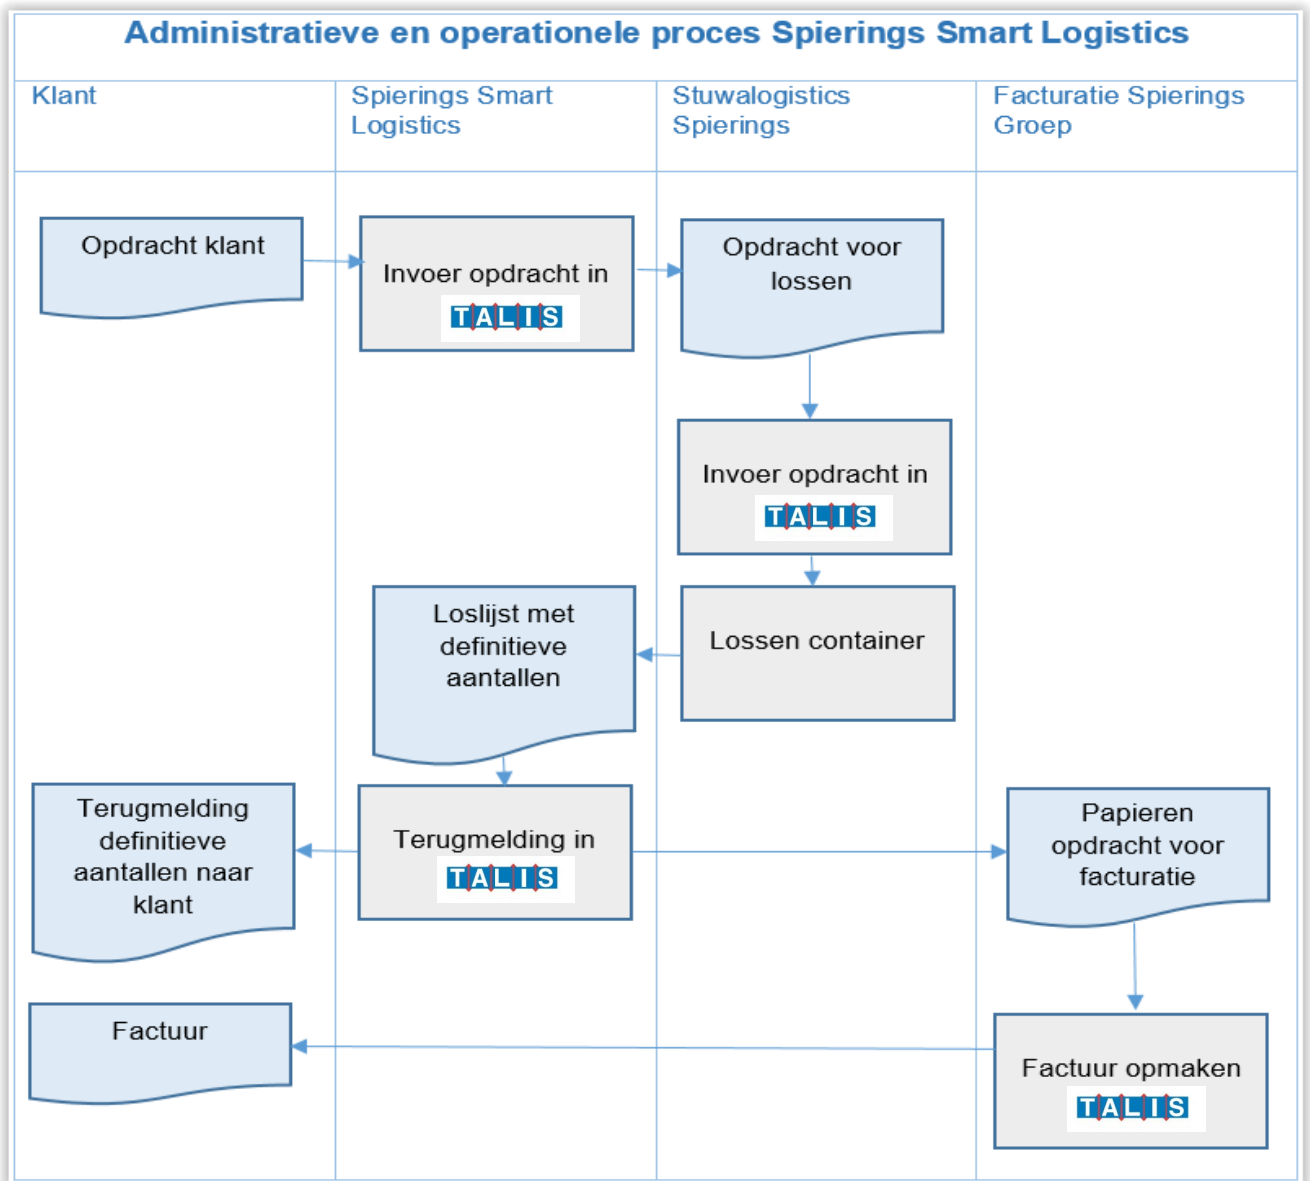 Administratieve en operationele proces Spierings Smart Logistics
Klant
Spierings Smart
Logistics
Stuwalogistics
Spierings
Facturatie Spierings
Groep
Opdracht klant
Invoer opdracht in
TALIS
Opdracht voor
lossen
Invoer opdracht in
TALIS
Loslijst met
definitieve
aantallen
Lossen container
Terugmelding
definitieve
aantallen naar
klant
Terugmelding in
TALIS
Papieren
opdracht voor
facturatie
Factuur
Factuur opmaken
TALIS